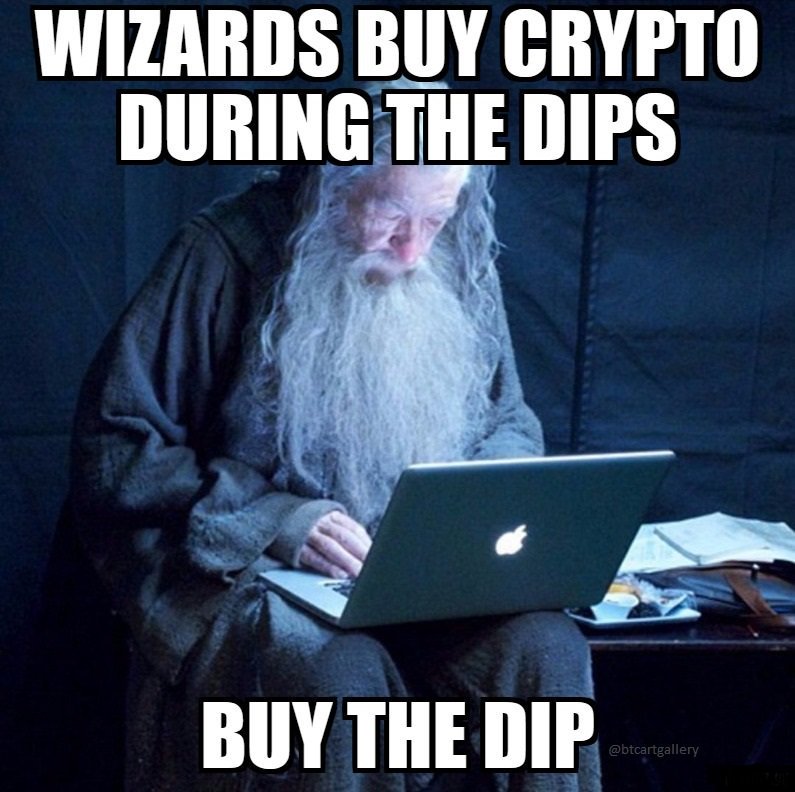 WIZARDS BUY CRYPTO
DURING THE DIPS
BUY THE DIP
@btcartgallery